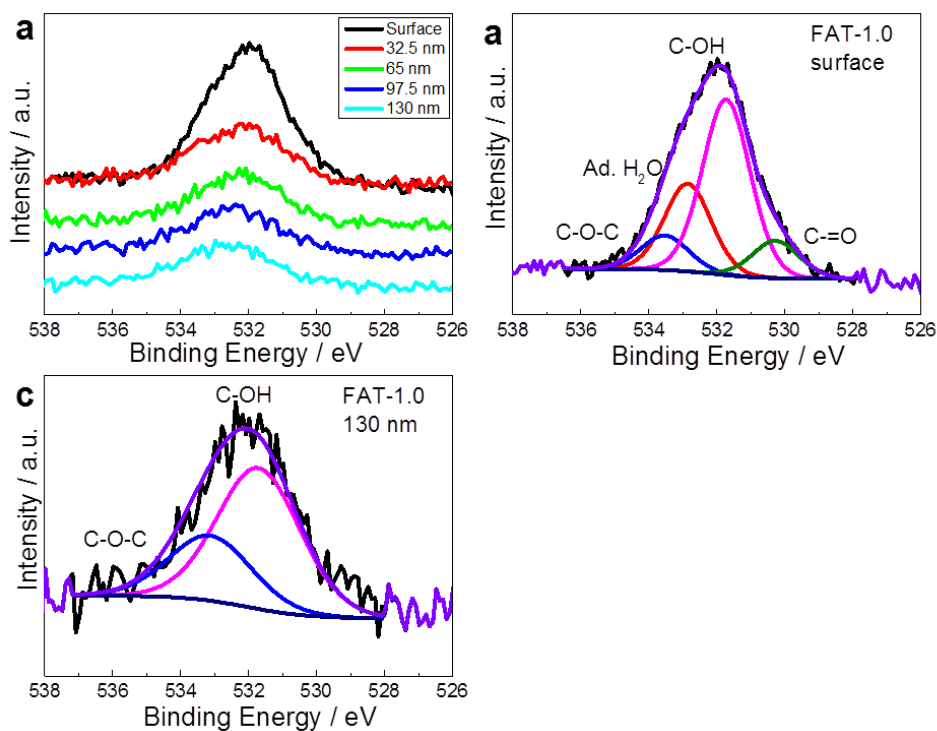 a
Surface
32.5 nm
65 nm
97.5 nm
130 nm
Intensity / a.u.
538 536 534 532 530 528 526
Binding Energy / eV
a
FAT-1.0
surface
C-OH
Ad. H₂O
C-O-C
C-=O
Intensity / a.u.
538 536 534 532 530 528 526
Binding Energy / eV
c
FAT-1.0
130 nm
C-OH
C-O-C
Intensity / a.u.
538 536 534 532 530 528 526
Binding Energy / eV